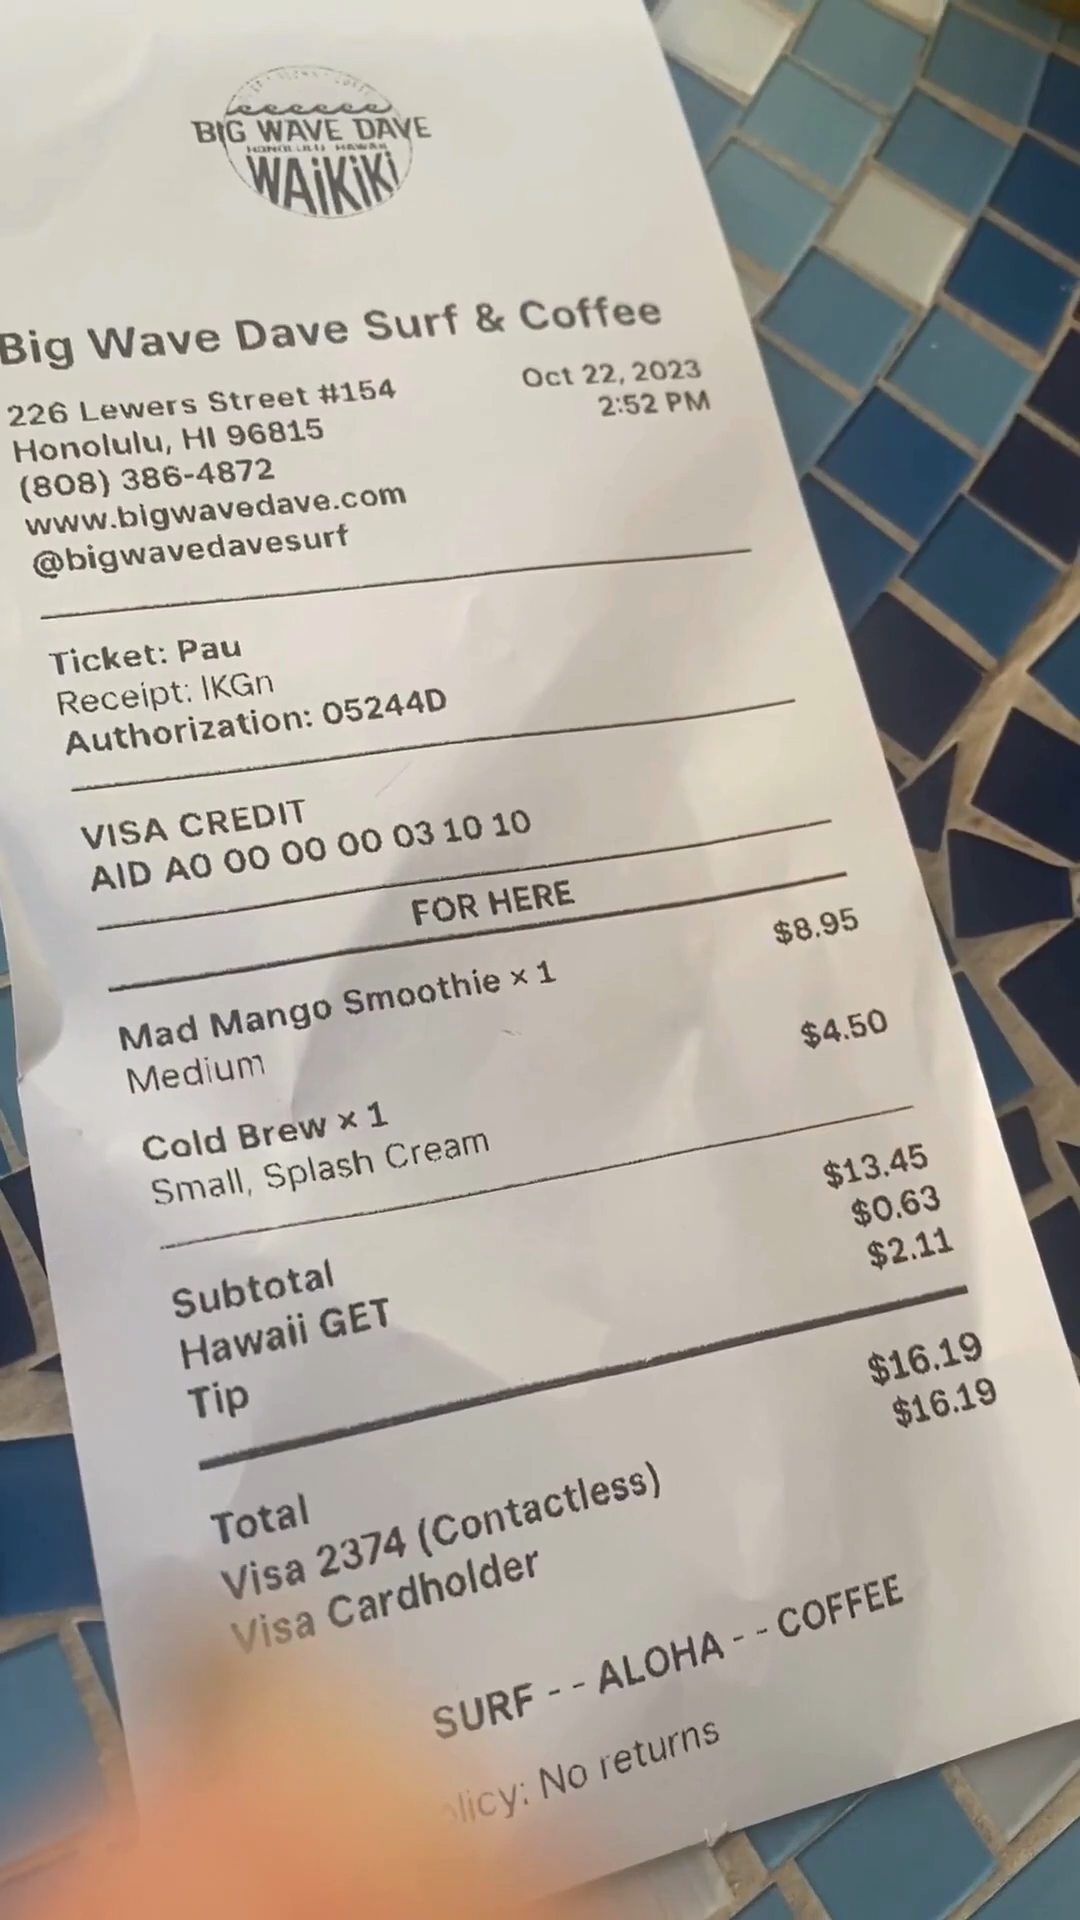 BIG WAVE DAVE
HONOLULU HAWAII
WAiKiKi
Big Wave Dave Surf & Coffee
226 Lewers Street #154
Oct 22, 2023
Honolulu, HI 96815
2:52 PM
(808) 386-4872
www.bigwavedave.com
@bigwavedavesurf
Ticket: Pau
Receipt: IKGn
Authorization: 05244D
VISA CREDIT
AID A0 00 00 00 03 10 10
FOR HERE
Mad Mango Smoothie × 1 $8.95
Medium
Cold Brew × 1 $4.50
Small, Splash Cream
Subtotal $13.45
Hawaii GET $0.63
Tip $2.11
Total $16.19
Visa 2374 (Contactless) $16.19
Visa Cardholder
SURF - - ALOHA - - COFFEE
No returns